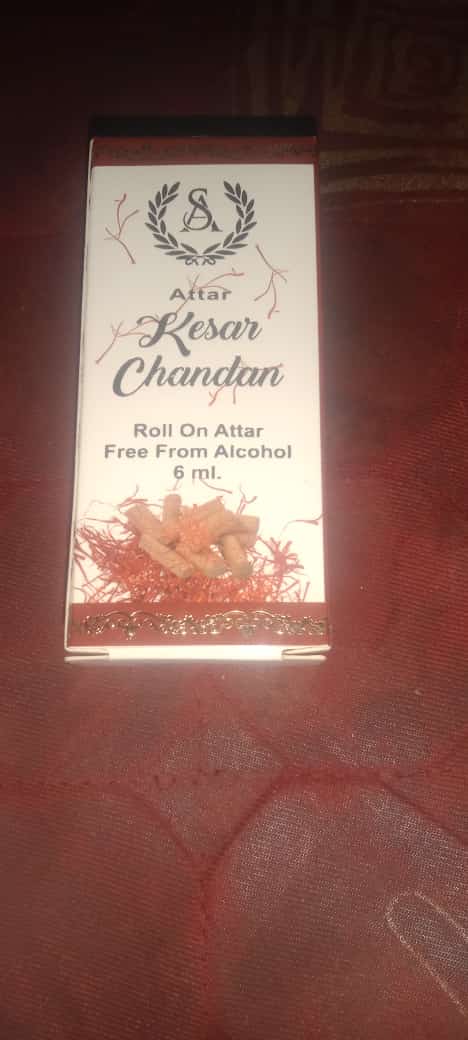 SA
Attar
Kesar
Chandan
Roll On Attar
Free From Alcohol
6 ml.